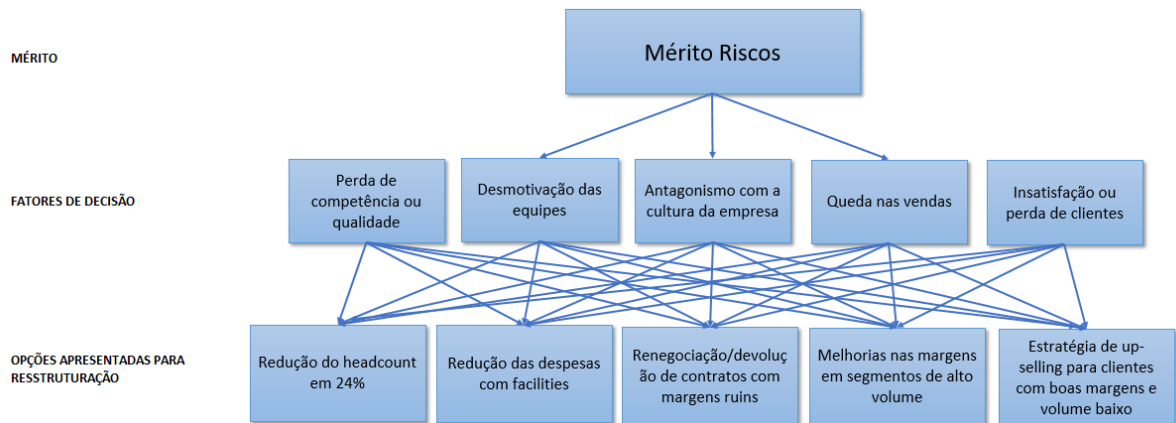 MÉRITO
Mérito Riscos
FATORES DE DECISÃO
Perda de
competência ou
qualidade
Desmotivação das
equipes
Antagonismo com a
cultura da empresa
Queda nas vendas
Insatisfação ou
perda de clientes
OPÇÕES APRESENTADAS PARA
RESSTRUTURAÇÃO
Redução do headcount
em 24%
Redução das despesas
com facilities
Renegociação/devoluç
ão de contratos com
margens ruins
Melhorias nas margens
em segmentos de alto
volume
Estratégia de up-
selling para clientes
com boas margens e
volume baixo